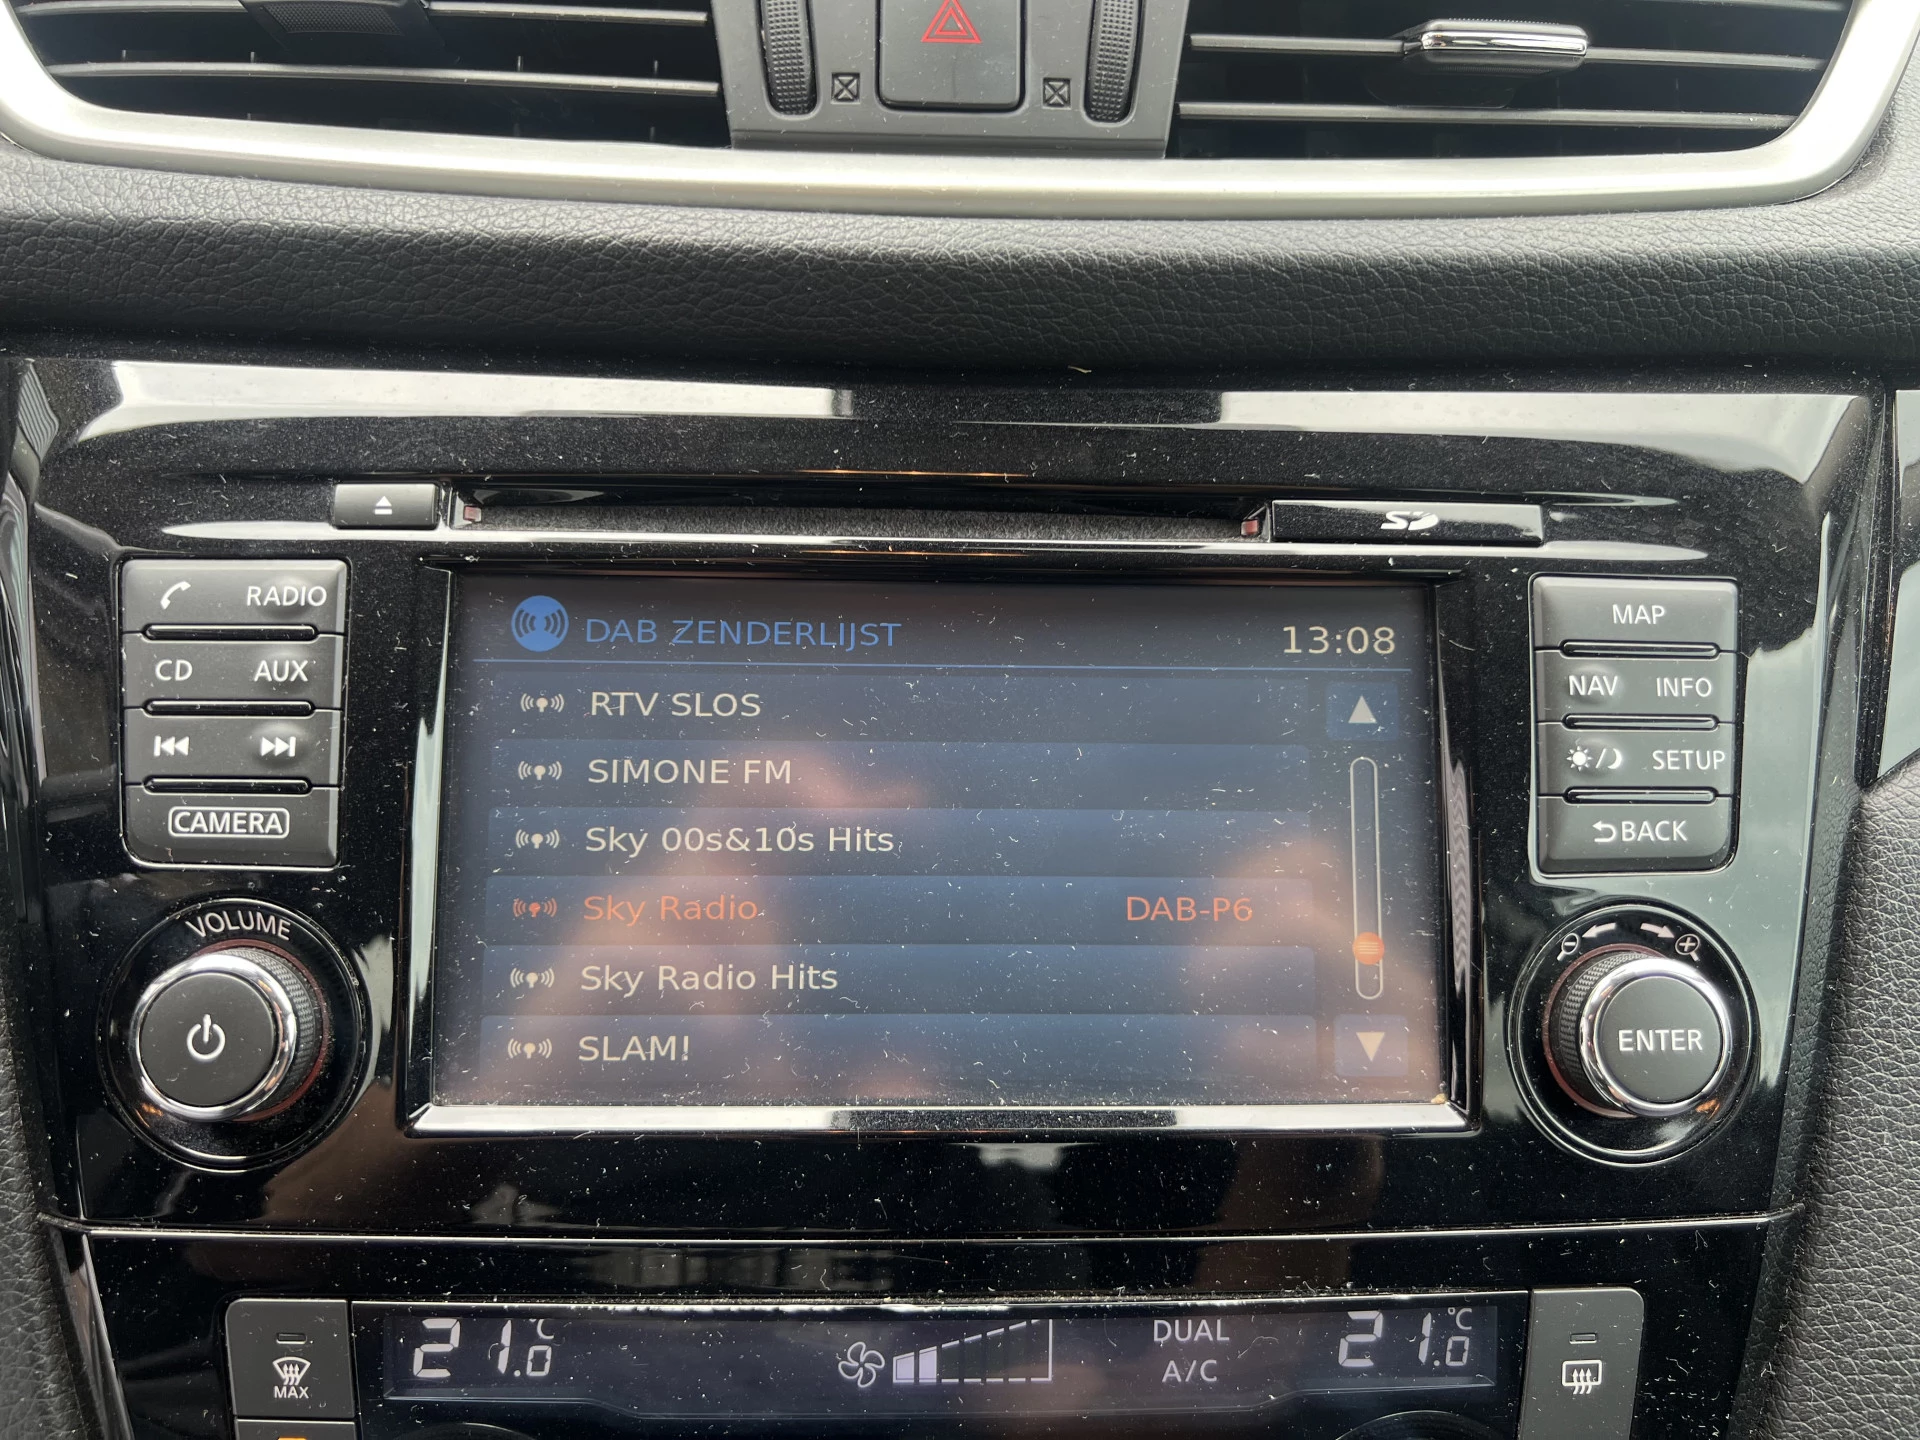 SD
RADIO
CD AUX
CAMERA
VOLUME
DAB ZENDERLIJST 13:08
RTV SLOS
SIMONE FM
Sky 00s&10s Hits
Sky Radio DAB-P6
Sky Radio Hits
SLAM!
MAP
NAV INFO
SETUP
BACK
ENTER
MAX
21.0 °C
DUAL
A/C
21.0 °C